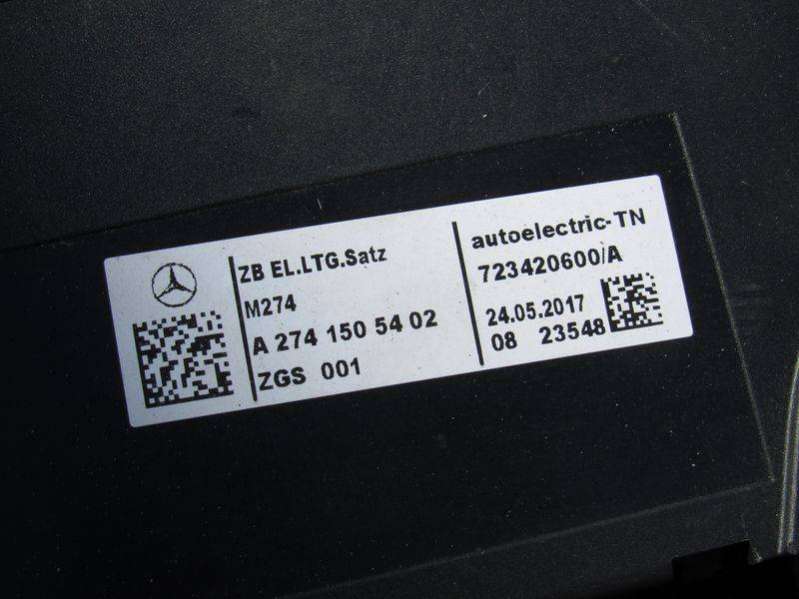 ZB EL.LTG.Satz
M274
A 274 150 54 02
ZGS 001
autoelectric-TN
723420600/A
24.05.2017
08 23548